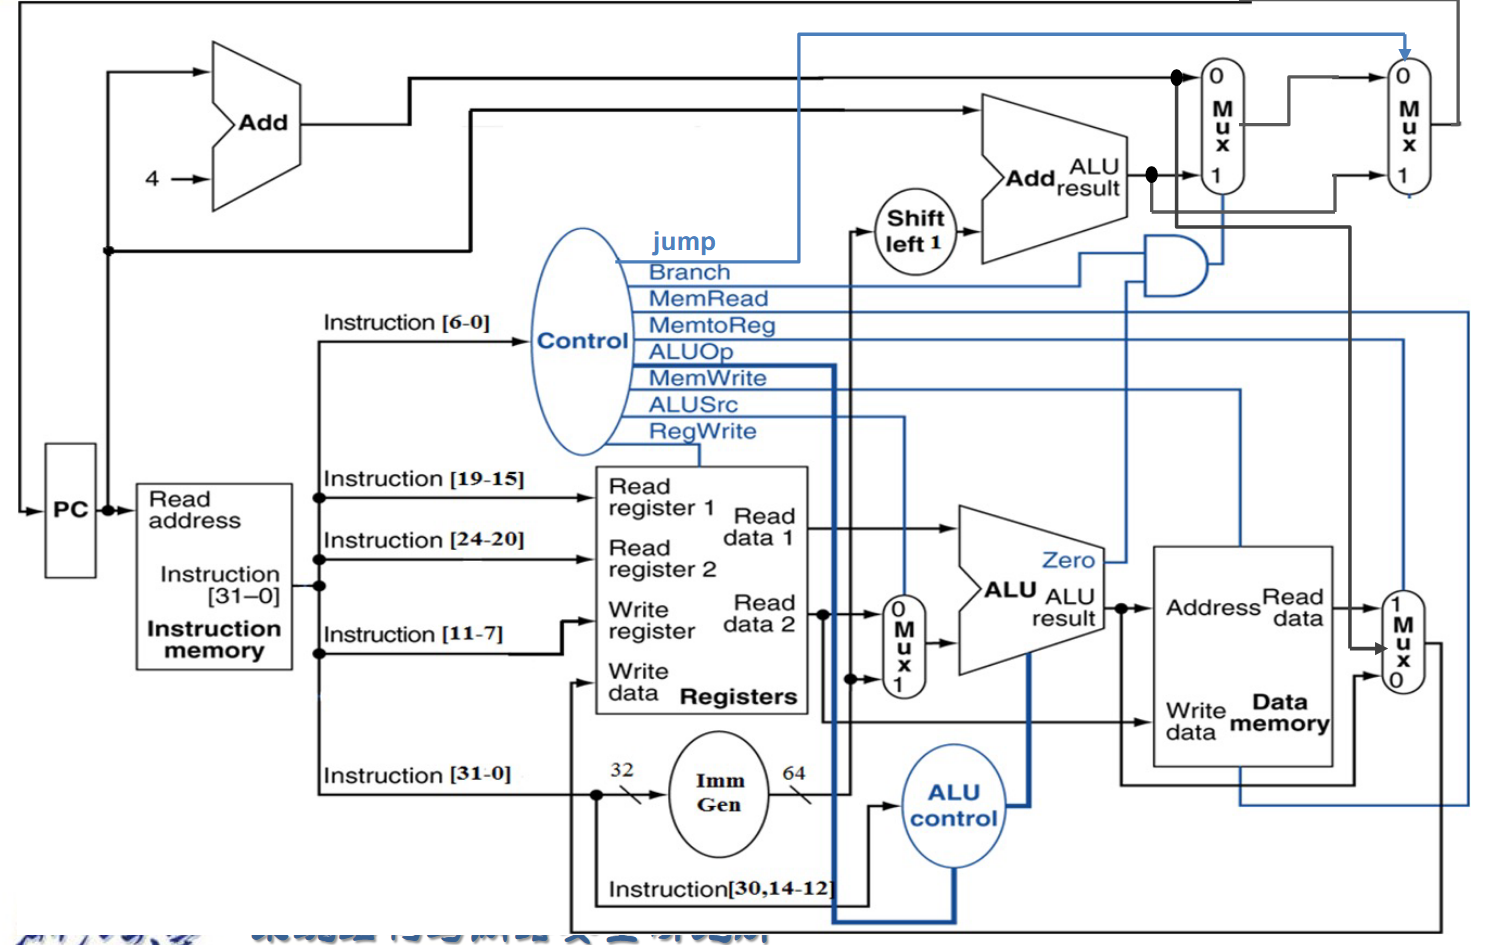 Add
4
0
Mux
1
0
Mux
1
Add
ALU
result
Shift
left 1
jump
Branch
MemRead
MemtoReg
ALUOp
MemWrite
ALUSrc
RegWrite
Control
Instruction [6-0]
Instruction [19-15]
Instruction [24-20]
Instruction [11-7]
Instruction [31-0]
PC
Read
address
Instruction
[31–0]
Instruction
memory
Read
register 1
Read
register 2
Write
register
Write
data
Read
data 1
Read
data 2
Registers
0
Mux
1
Zero
ALU
ALU
result
Address
Read
data
Write
data
Data
memory
1
Mux
0
32
Imm
Gen
64
ALU
control
Instruction[30,14-12]